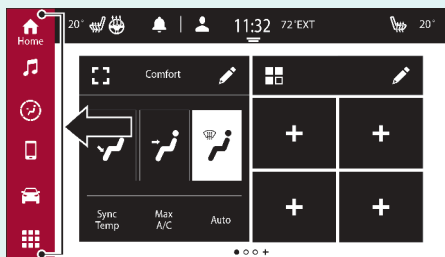 Home
20° 11:32 72°EXT 20°
Comfort
Sync Temp
Max A/C
Auto